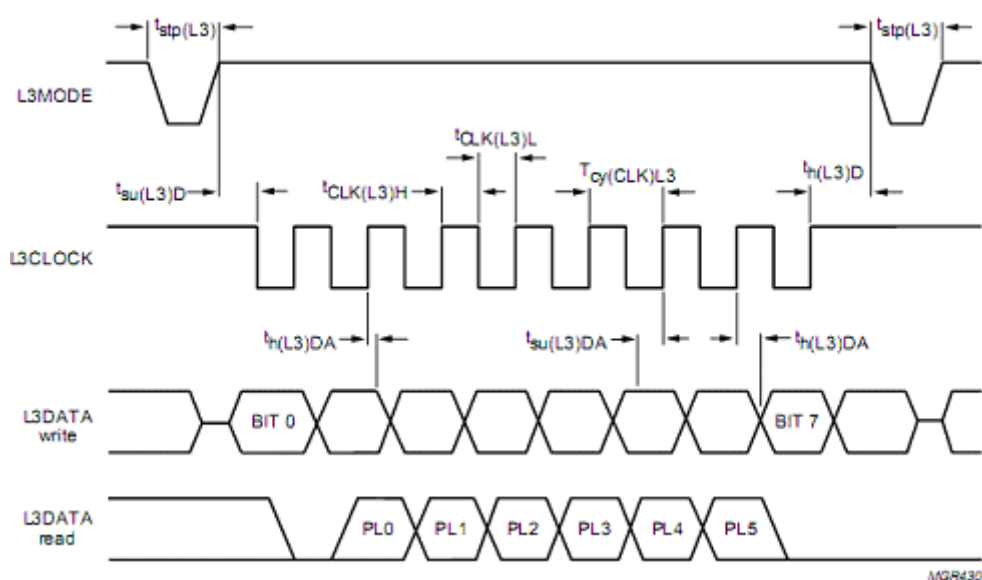 tstp(L3) tstp(L3)
L3MODE
tCLK(L3)L
tsu(L3)D tCLK(L3)H Tcy(CLK)L3 th(L3)D
L3CLOCK
th(L3)DA tsu(L3)DA th(L3)DA
L3DATA
write
BIT 0 BIT 7
L3DATA
read
PL0 PL1 PL2 PL3 PL4 PL5
MGR430